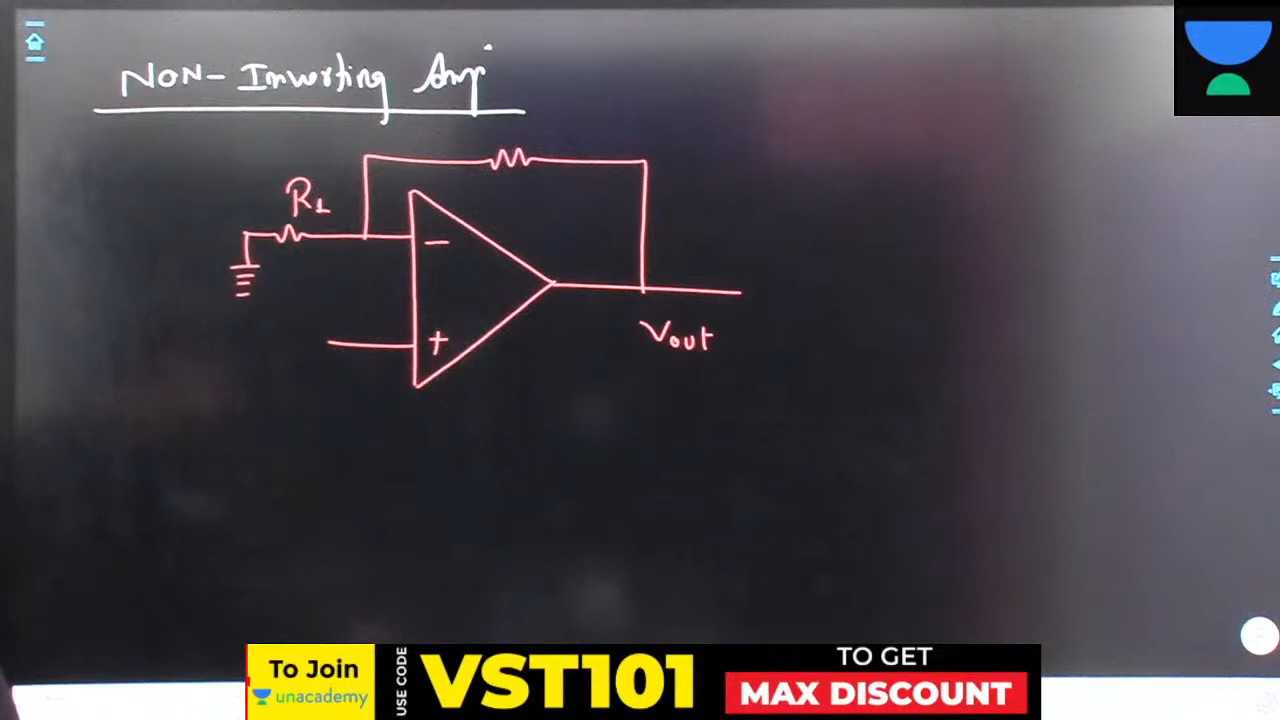 Non-Inverting Amp
R1
-
+
Vout
To Join
unacademy
USE CODE
VST101
TO GET
MAX DISCOUNT